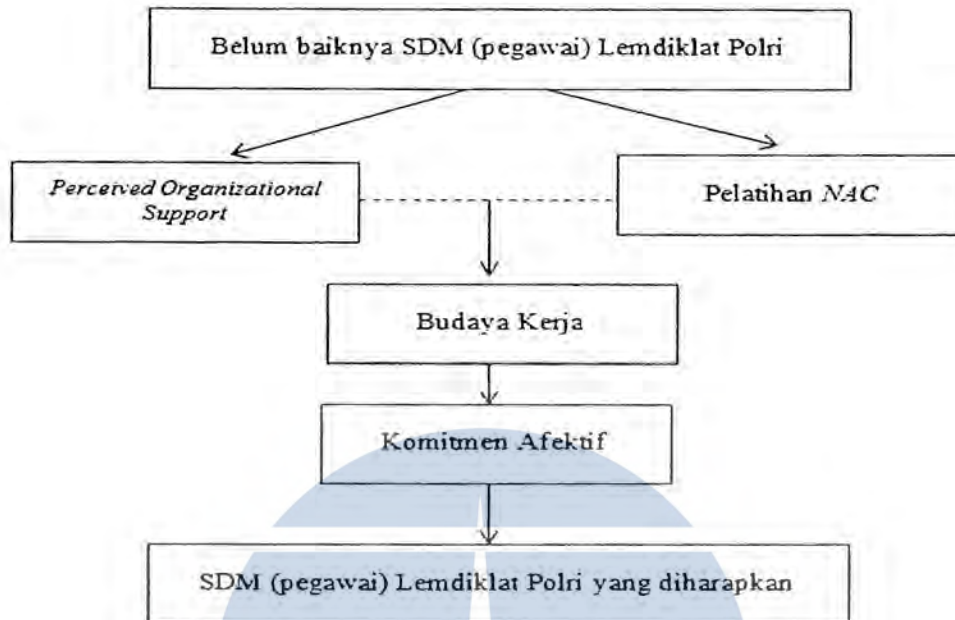 Belum baiknya SDM (pegawai) Lemdiklat Polri
Perceived Organizational
Support
Pelatihan NAC
Budaya Kerja
Komitmen Afektif
SDM (pegawai) Lemdiklat Polri yang diharapkan